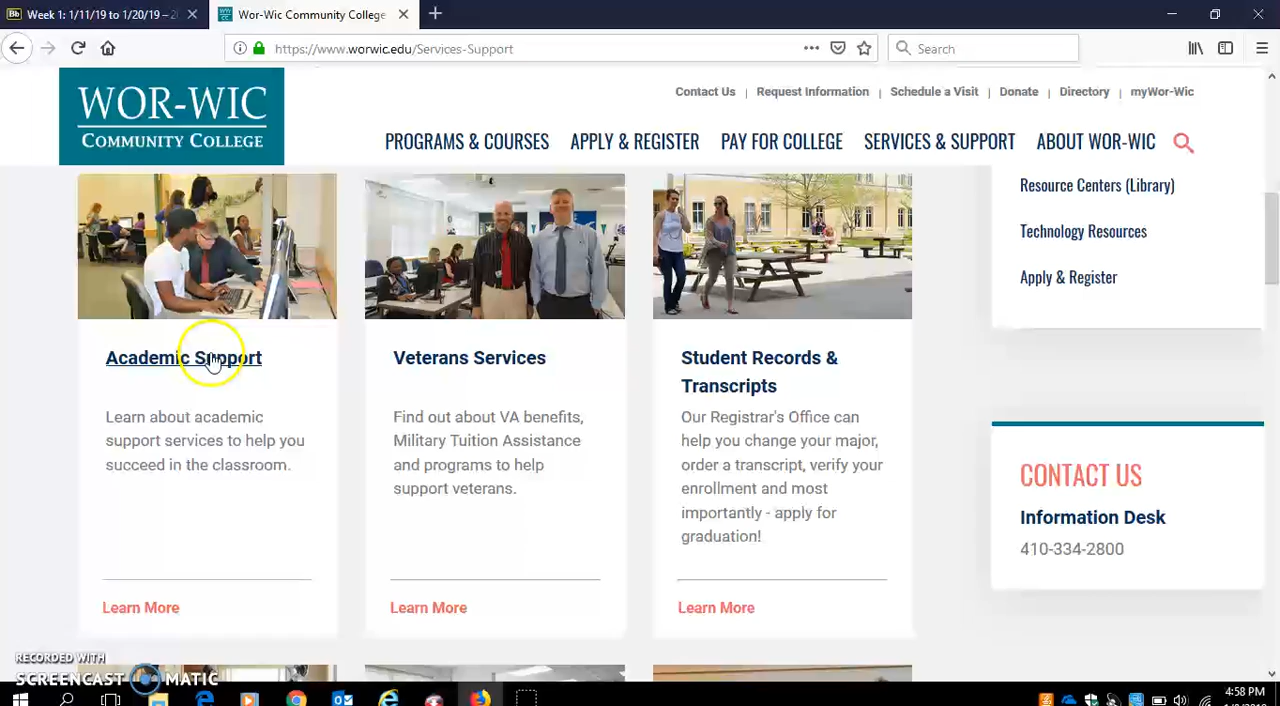 Week 1: 1/11/19 to 1/20/19 – 20
Wor-Wic Community College
https://www.worwic.edu/Services-Support
Search
WOR-WIC
COMMUNITY COLLEGE
Contact Us | Request Information | Schedule a Visit | Donate | Directory | myWor-Wic
PROGRAMS & COURSES APPLY & REGISTER PAY FOR COLLEGE SERVICES & SUPPORT ABOUT WOR-WIC
Resource Centers (Library)
Technology Resources
Apply & Register
Academic Support
Learn about academic
support services to help you
succeed in the classroom.
Learn More
Veterans Services
Find out about VA benefits,
Military Tuition Assistance
and programs to help
support veterans.
Learn More
Student Records &
Transcripts
Our Registrar's Office can
help you change your major,
order a transcript, verify your
enrollment and most
importantly - apply for
graduation!
Learn More
CONTACT US
Information Desk
410-334-2800
RECORDED WITH
SCREENCAST MATIC
4:58 PM